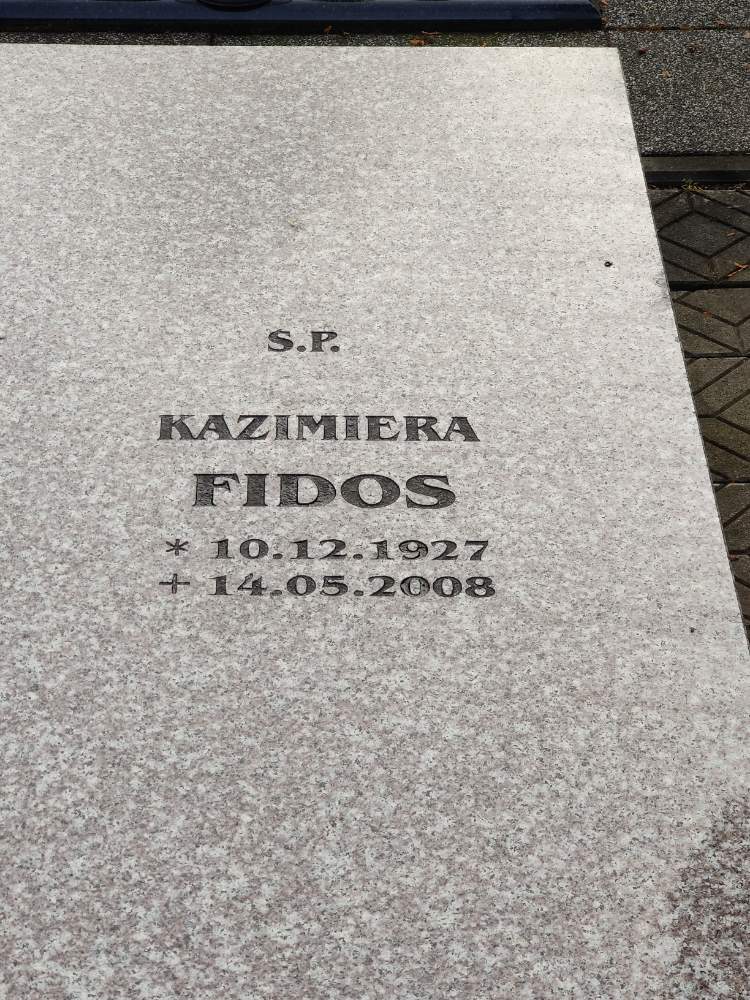 S.P.
KAZIMIERA
FIDOS
* 10.12.1927
+ 14.05.2008